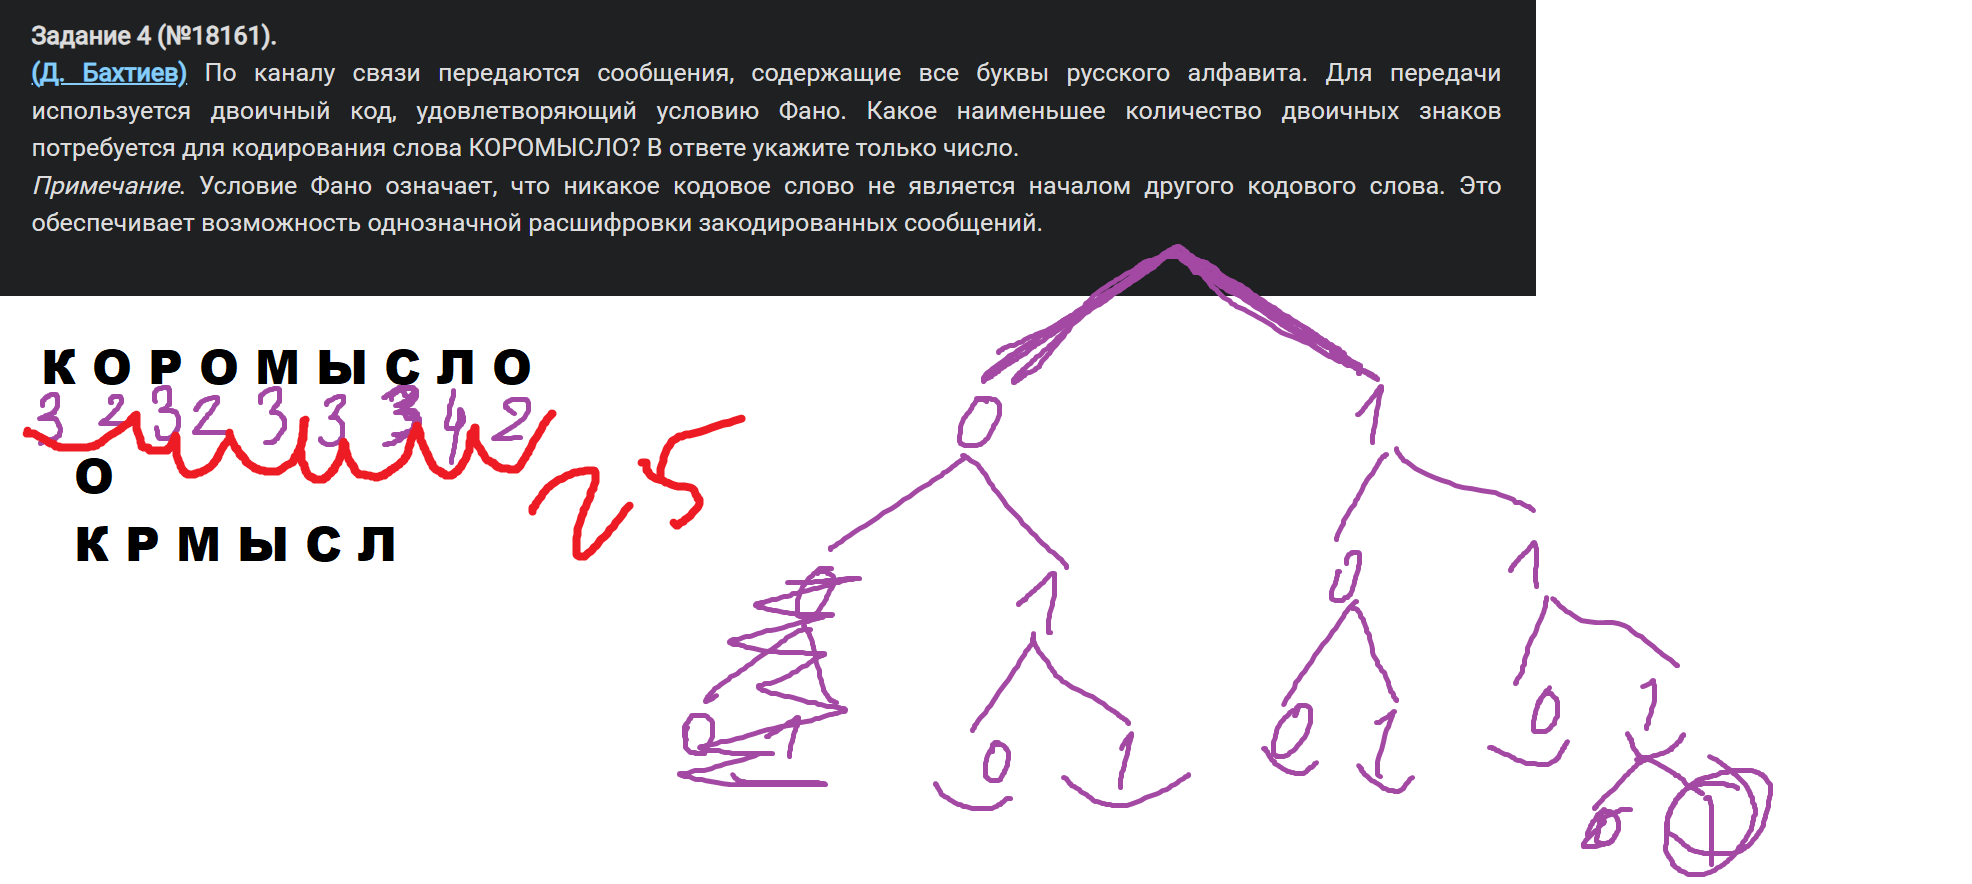 Задание 4 (№18161).
(Д. Бахтиев) По каналу связи передаются сообщения, содержащие все буквы русского алфавита. Для передачи
используется двоичный код, удовлетворяющий условию Фано. Какое наименьшее количество двоичных знаков
потребуется для кодирования слова КОРОМЫСЛО? В ответе укажите только число.
Примечание. Условие Фано означает, что никакое кодовое слово не является началом другого кодового слова. Это
обеспечивает возможность однозначной расшифровки закодированных сообщений.
К О Р О М Ы С Л О
3 2 3 2 3 3 3 4 2
О
25
К Р М Ы С Л
0 1
0 1 0 1
0 1 0 1 0 1 0 1
0 1